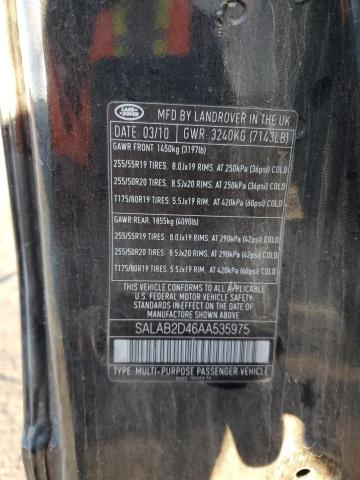 LAND ROVER
MFD BY LANDROVER IN THE UK
DATE: 03/10 GWR: 3240KG (7143LB)
GAWR FRONT: 1450kg (3197lb)
255/55R19 TIRES. 8.0Jx19 RIMS. AT 250kPa (36psi) COLD
255/50R20 TIRES. 8.5Jx20 RIMS. AT 250kPa (36psi) COLD
T175/80R19 TIRES. 5.5Jx19 RIM. AT 420kPa (60psi) COLD
GAWR REAR: 1855kg (4090lb)
255/55R19 TIRES. 8.0Jx19 RIMS. AT 290kPa (42psi) COLD
255/50R20 TIRES. 8.5Jx20 RIMS. AT 290kPa (42psi) COLD
T175/80R19 TIRES 5.5Jx19 RIM. AT 420kPa (60psi) COLD
THIS VEHICLE CONFORMS TO ALL APPLICABLE
U.S. FEDERAL MOTOR VEHICLE SAFETY
STANDARDS IN EFFECT ON THE DATE
OF MANUFACTURE SHOWN ABOVE
SALAB2D46AA535975
TYPE: MULTI-PURPOSE PASSENGER VEHICLE